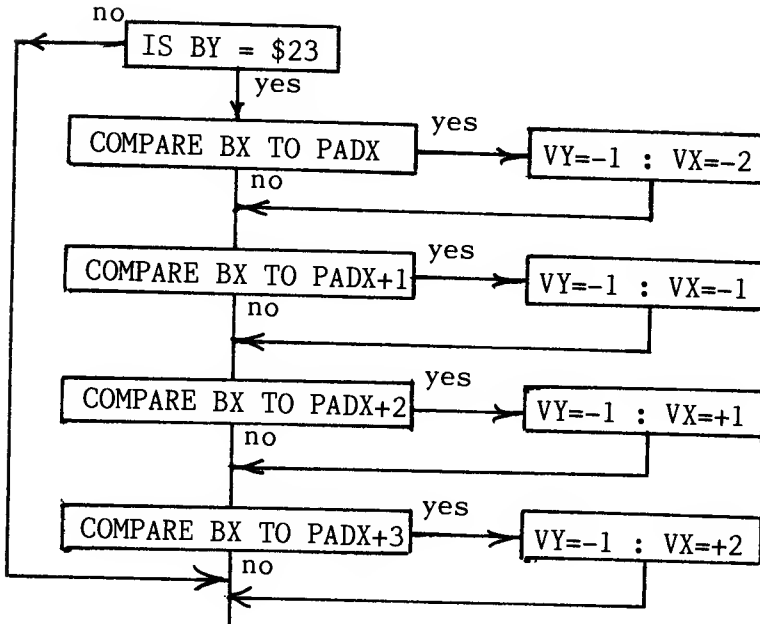 no
IS BY = $23
yes
COMPARE BX TO PADX
yes
VY=-1 : VX=-2
no
COMPARE BX TO PADX+1
yes
VY=-1 : VX=-1
no
COMPARE BX TO PADX+2
yes
VY=-1 : VX=+1
no
COMPARE BX TO PADX+3
yes
VY=-1 : VX=+2
no